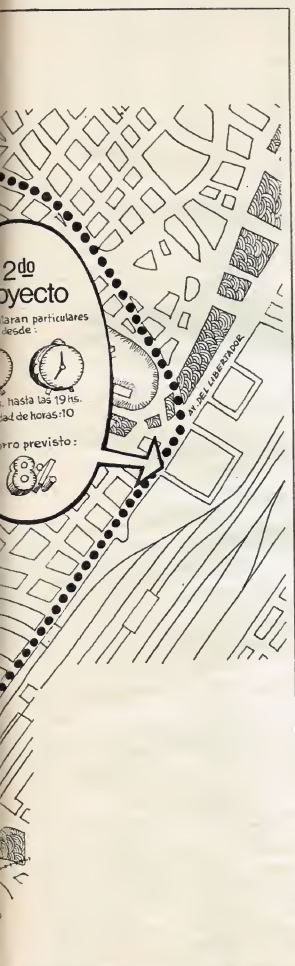 2do
oyecto
laran particulares
desde:
hasta las 19 hs.
dad de horas:10
rro previsto:
8%
AV. DEL LIBERTADOR